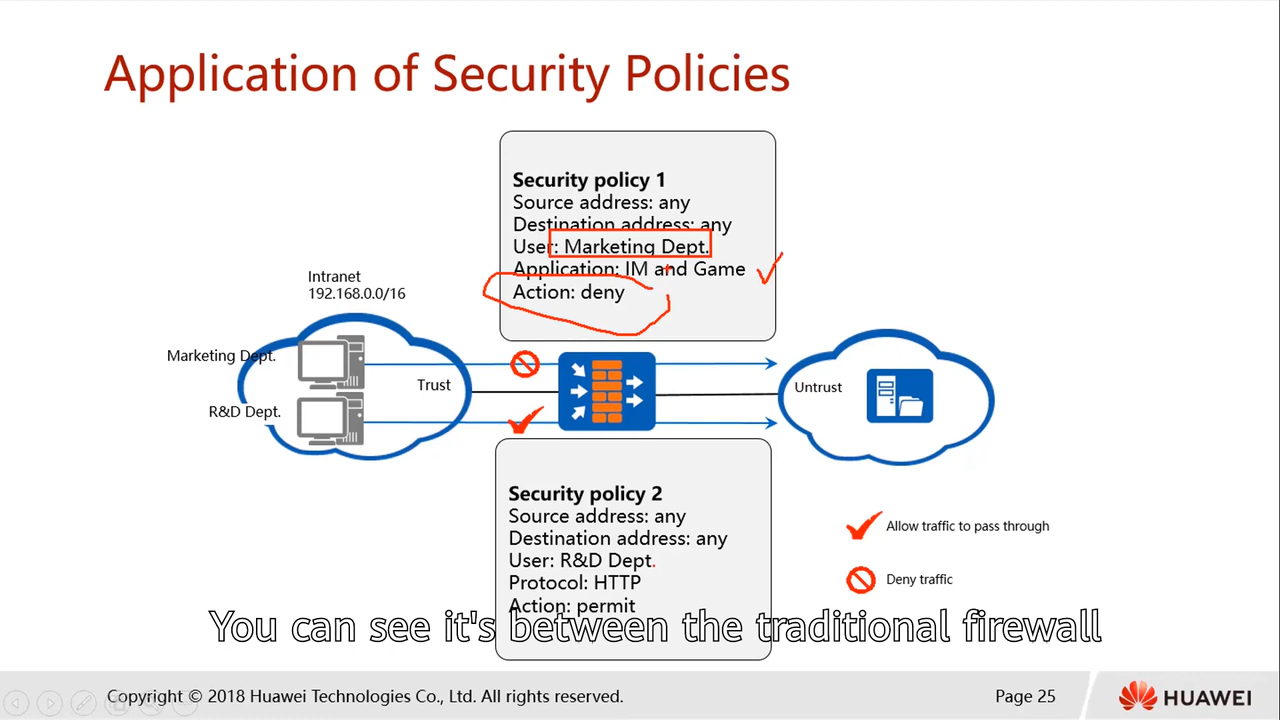 Application of Security Policies
Security policy 1
Source address: any
Destination address: any
User: Marketing Dept.
Application: IM and Game
Action: deny
Intranet
192.168.0.0/16
Marketing Dept.
Trust
Untrust
R&D Dept.
Security policy 2
Source address: any
Destination address: any
User: R&D Dept.
Protocol: HTTP
Action: permit
Allow traffic to pass through
Deny traffic
You can see it's between the traditional firewall
Copyright © 2018 Huawei Technologies Co., Ltd. All rights reserved.
Page 25
HUAWEI